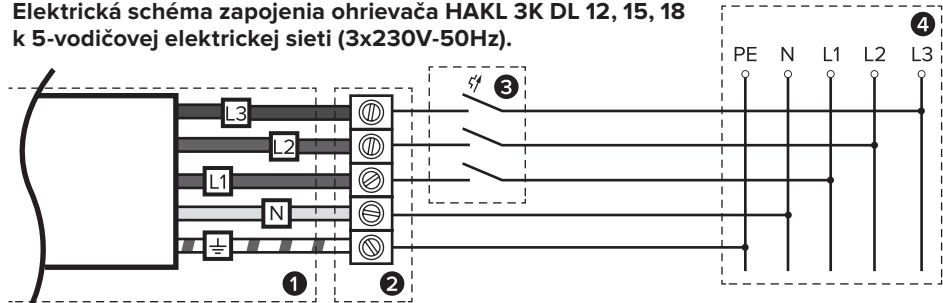 Elektrická schéma zapojenia ohrievača HAKL 3K DL 12, 15, 18
k 5-vodičovej elektrickej sieti (3x230V-50Hz).
4
PE N L1 L2 L3
3
L3
L2
L1
N
1
2